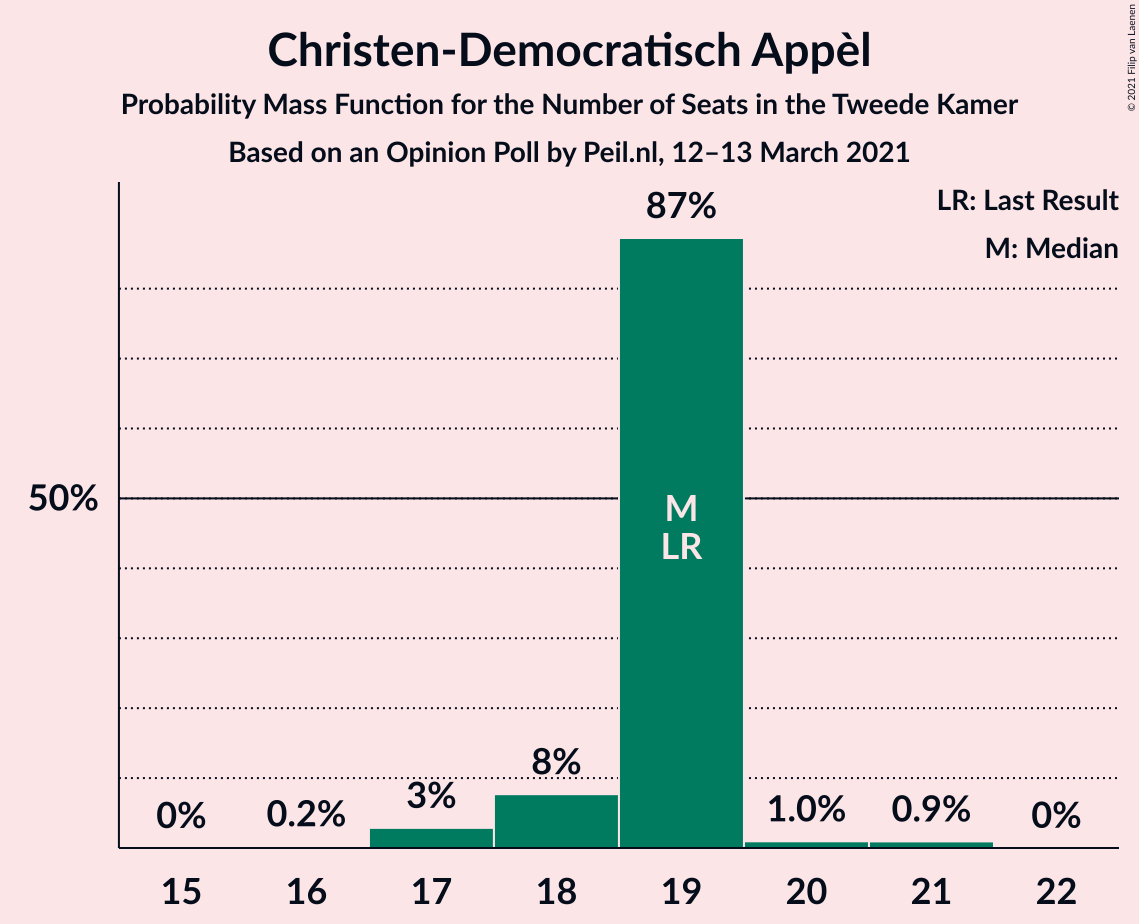 Christen-Democratisch Appèl
Probability Mass Function for the Number of Seats in the Tweede Kamer
Based on an Opinion Poll by Peil.nl, 12–13 March 2021
© 2021 Filip van Laenen
LR: Last Result
M: Median
87%
50%
M
LR
0%
0.2%
3%
8%
1.0%
0.9%
0%
15
16
17
18
19
20
21
22